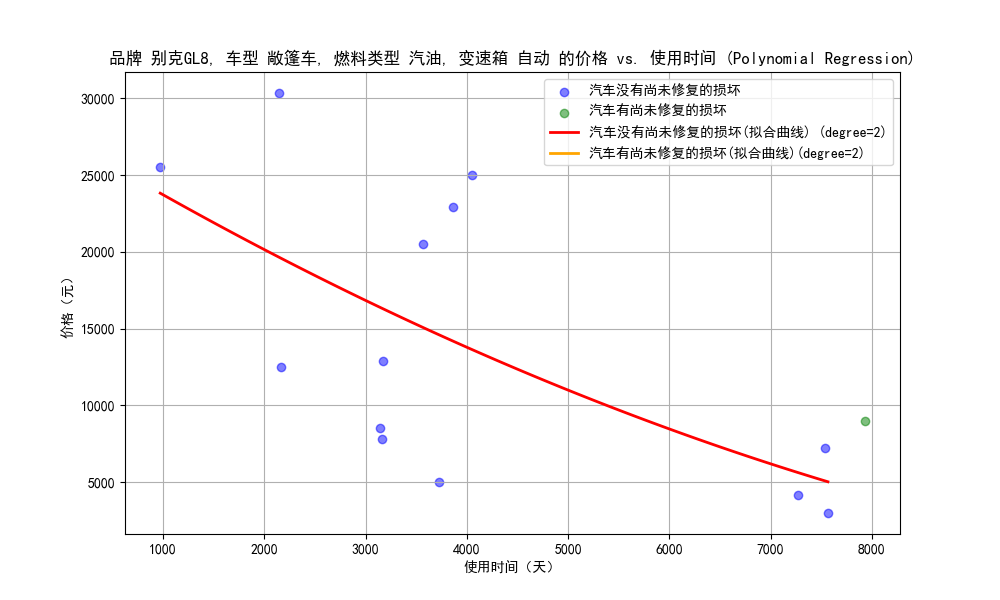 品牌 别克GL8, 车型 敞篷车, 燃料类型 汽油, 变速箱 自动 的价格 vs. 使用时间 (Polynomial Regression)
汽车没有尚未修复的损坏
汽车有尚未修复的损坏
汽车没有尚未修复的损坏(拟合曲线) (degree=2)
汽车有尚未修复的损坏(拟合曲线)(degree=2)
价格（元）
30000
25000
20000
15000
10000
5000
1000 2000 3000 4000 5000 6000 7000 8000
使用时间（天）